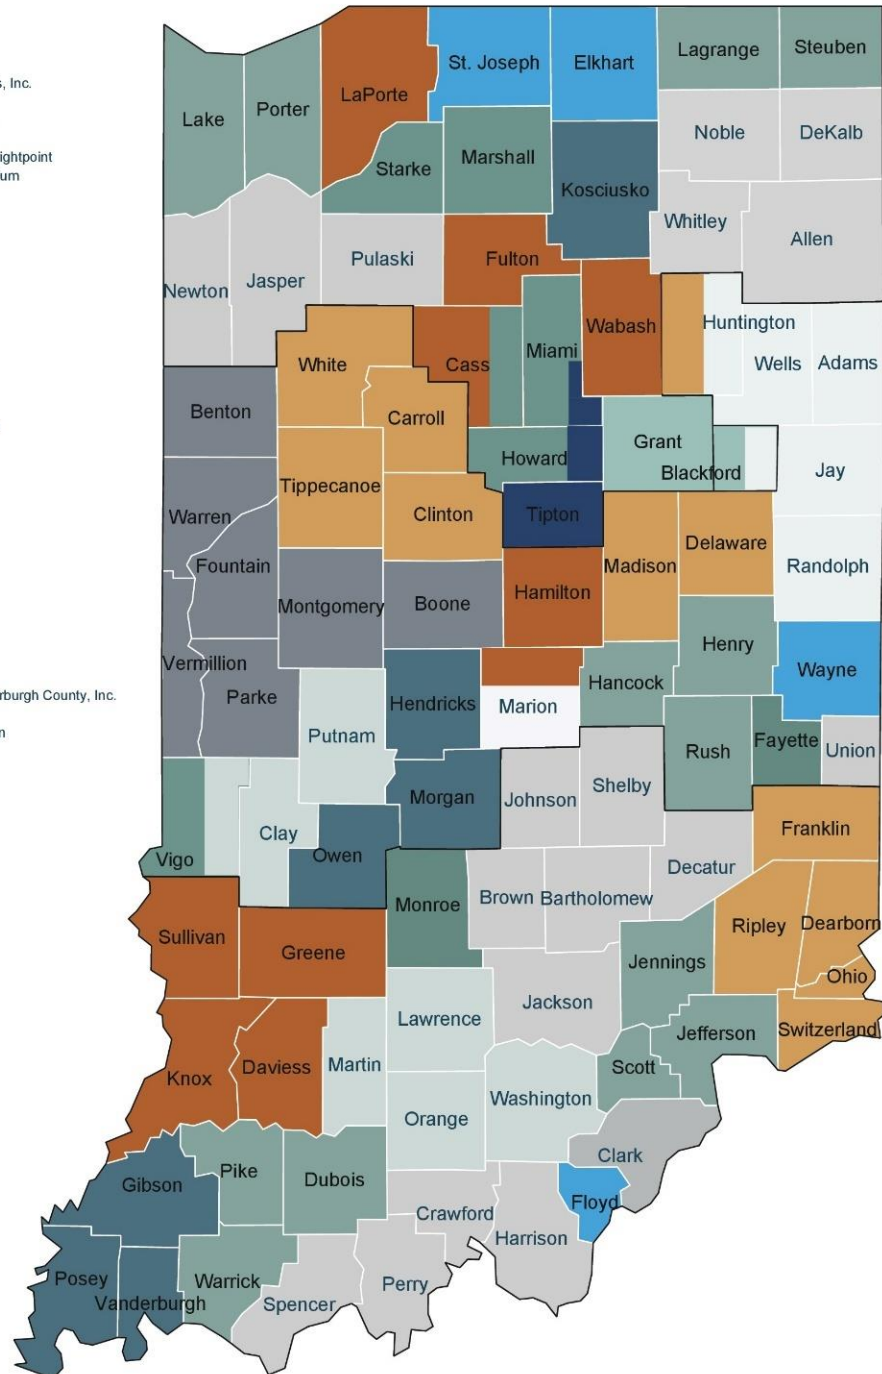 s, Inc.
ightpoint
um
rburgh County, Inc.
n
St. Joseph
Elkhart
Lagrange
Steuben
LaPorte
Lake
Porter
Noble
DeKalb
Starke
Marshall
Kosciusko
Whitley
Allen
Newton
Jasper
Pulaski
Fulton
Wabash
Huntington
White
Cass
Miami
Wells
Adams
Benton
Carroll
Grant
Howard
Blackford
Jay
Tippecanoe
Clinton
Tipton
Warren
Fountain
Madison
Delaware
Randolph
Montgomery
Boone
Hamilton
Henry
Vermillion
Parke
Hendricks
Marion
Hancock
Wayne
Putnam
Rush
Fayette
Union
Morgan
Johnson
Shelby
Franklin
Vigo
Clay
Owen
Decatur
Monroe
Brown
Bartholomew
Ripley
Dearborn
Sullivan
Greene
Jennings
Ohio
Lawrence
Jackson
Jefferson
Switzerland
Knox
Daviess
Martin
Scott
Orange
Washington
Clark
Gibson
Pike
Dubois
Floyd
Crawford
Harrison
Posey
Vanderburgh
Warrick
Spencer
Perry